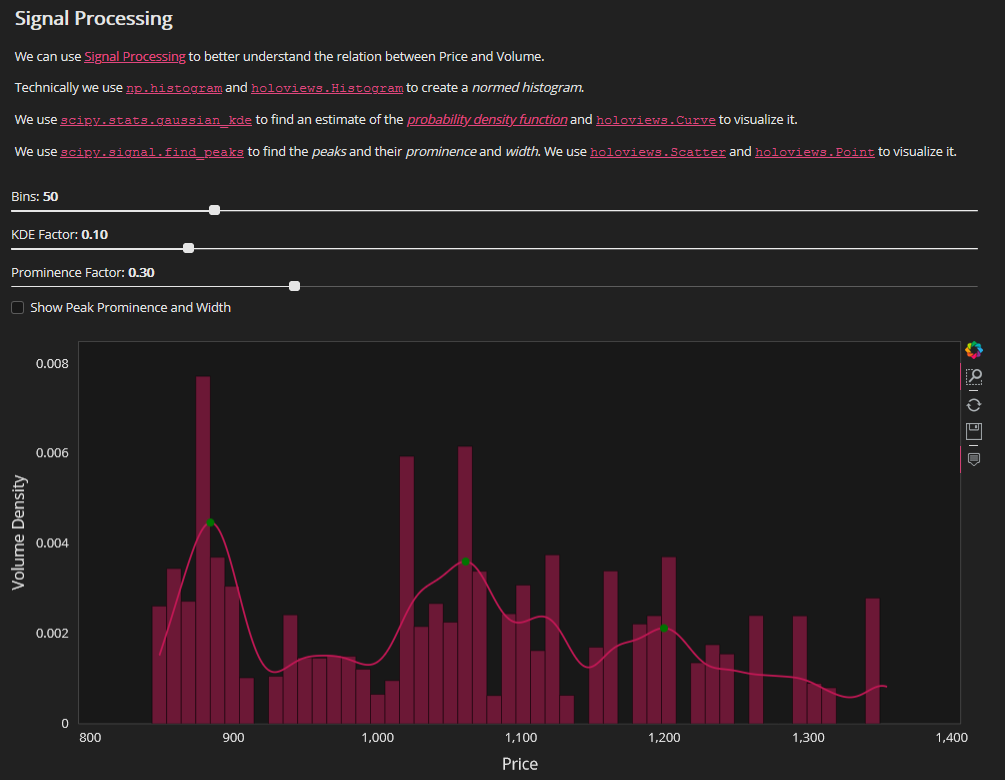 Signal Processing
We can use Signal Processing to better understand the relation between Price and Volume.
Technically we use np.histogram and holoviews.Histogram to create a normed histogram.
We use scipy.stats.gaussian_kde to find an estimate of the probability density function and holoviews.Curve to visualize it.
We use scipy.signal.find_peaks to find the peaks and their prominence and width. We use holoviews.Scatter and holoviews.Point to visualize it.
Bins: 50
KDE Factor: 0.10
Prominence Factor: 0.30
Show Peak Prominence and Width
0.008
0.006
0.004
0.002
0
Volume Density
800 900 1,000 1,100 1,200 1,300 1,400
Price